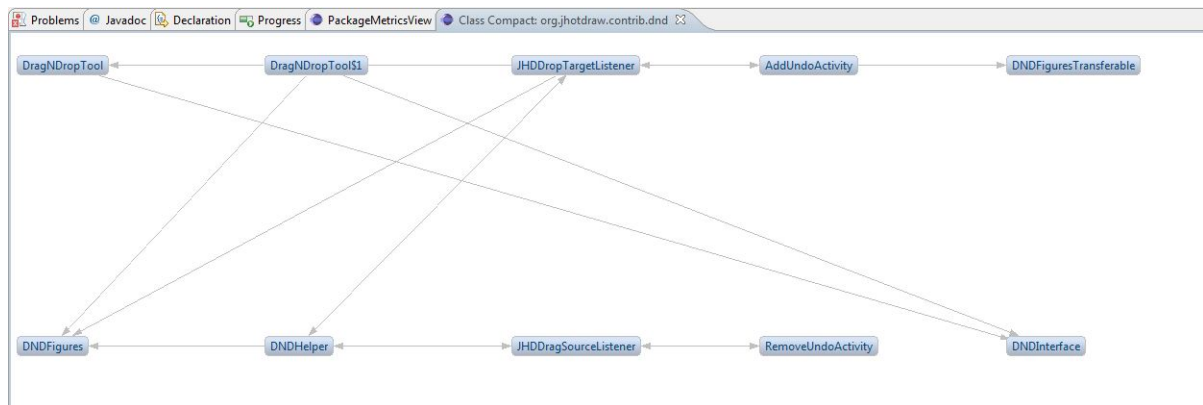 Problems @ Javadoc Declaration Progress PackageMetricsView Class Compact: org.jhotdraw.contrib.dnd
DragNDropTool DragNDropTool$1 JHDDropTargetListener AddUndoActivity DNDFiguresTransferable
DNDFigures DNDHelper JHDDragSourceListener RemoveUndoActivity DNDInterface